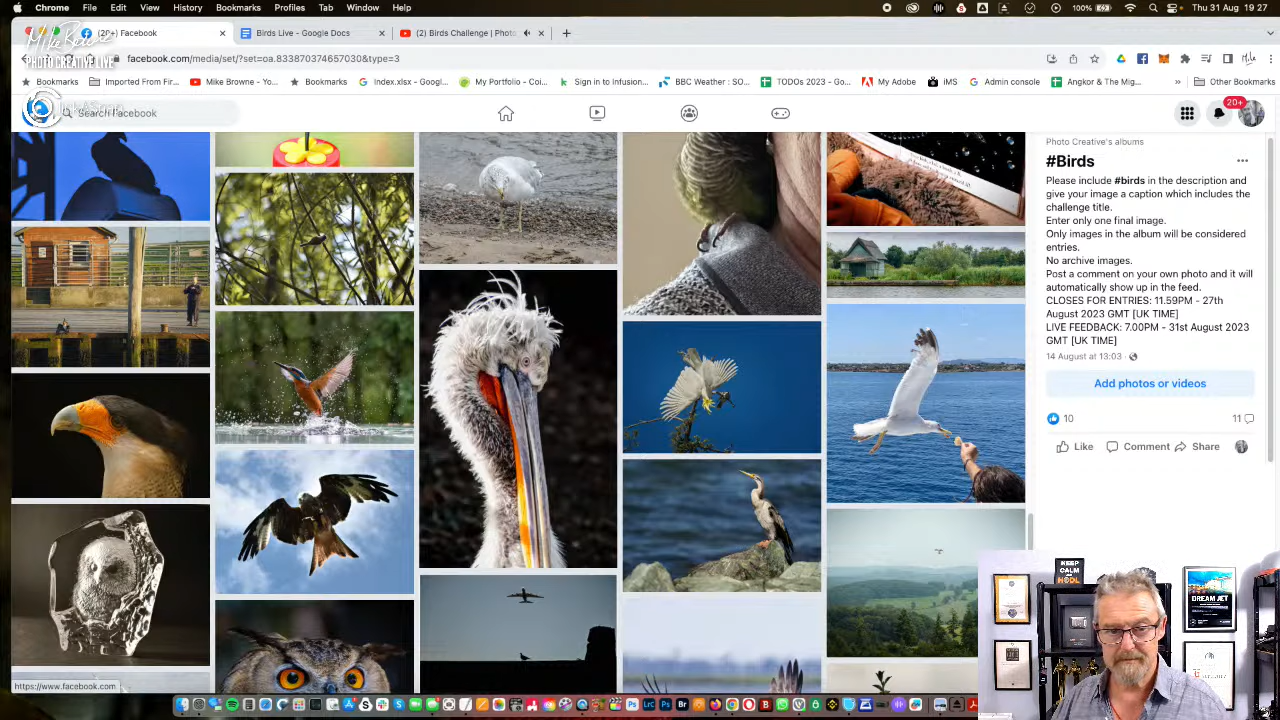 Chrome File Edit View History Bookmarks Profiles Tab Window Help
100% Thu 31 Aug 19 27
(20+) Facebook
Birds Live - Google Docs
(2) Birds Challenge | Phot
Mike Browne
PHOTO CREATIVE LIVE
facebook.com/media/set/?set=oa.833870374657030&type=3
Bookmarks Imported From Fir... Mike Browne - Ph... Bookmarks Index.xlsx - Googl... My Portfolio - Coi... Sign in to Infusion... BBC Weather : SO... TODOs 2023 - Goo... My Adobe iMS Admin console Angkor & The Mig... Other Bookmarks
Search Facebook
20+
Photo Creative's albums
#Birds
Please include #birds in the description and
give your image a caption which includes the
challenge title.
Enter only one final image.
Only images in the album will be considered
entries.
No archive images.
Post a comment on your own photo and it will
automatically show up in the feed.
CLOSES FOR ENTRIES: 11.59PM - 27th
August 2023 GMT [UK TIME]
LIVE FEEDBACK: 7.00PM - 31st August 2023
GMT [UK TIME]
14 August at 13:03
Add photos or videos
10 11
Like Comment Share
KEEP
CALM
DREAM JET
https://www.facebook.com